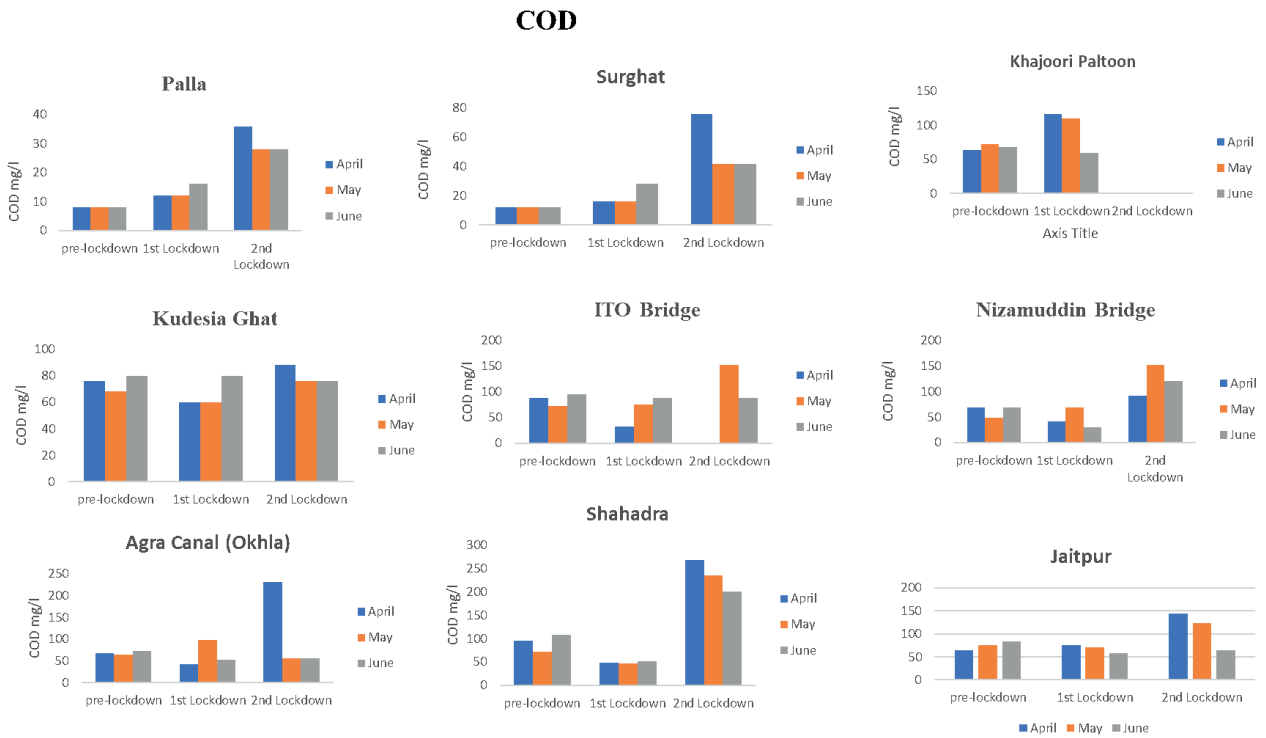 COD
Palla
COD mg/l
40
30
20
10
0
pre-lockdown 1st Lockdown 2nd
Lockdown
April
May
June
Surghat
COD mg/l
80
60
40
20
0
pre-lockdown 1st Lockdown 2nd Lockdown
April
May
June
Khajoori Paltoon
COD mg/l
150
100
50
0
pre-lockdown 1st Lockdown 2nd Lockdown
Axis Title
April
May
June
Kudesia Ghat
COD mg/l
100
80
60
40
20
0
pre-lockdown 1st Lockdown 2nd Lockdown
April
May
June
ITO Bridge
COD mg/l
200
150
100
50
0
pre-lockdown 1st Lockdown 2nd Lockdown
April
May
June
Nizamuddin Bridge
COD mg/l
200
150
100
50
0
pre-lockdown 1st Lockdown 2nd
Lockdown
April
May
June
Agra Canal (Okhla)
COD mg/l
250
200
150
100
50
0
pre-lockdown 1st Lockdown 2nd Lockdown
April
May
June
Shahadra
COD mg/l
300
250
200
150
100
50
0
pre-lockdown 1st Lockdown 2nd Lockdown
April
May
June
Jaitpur
200
150
100
50
0
pre-lockdown 1st Lockdown 2nd Lockdown
April May June